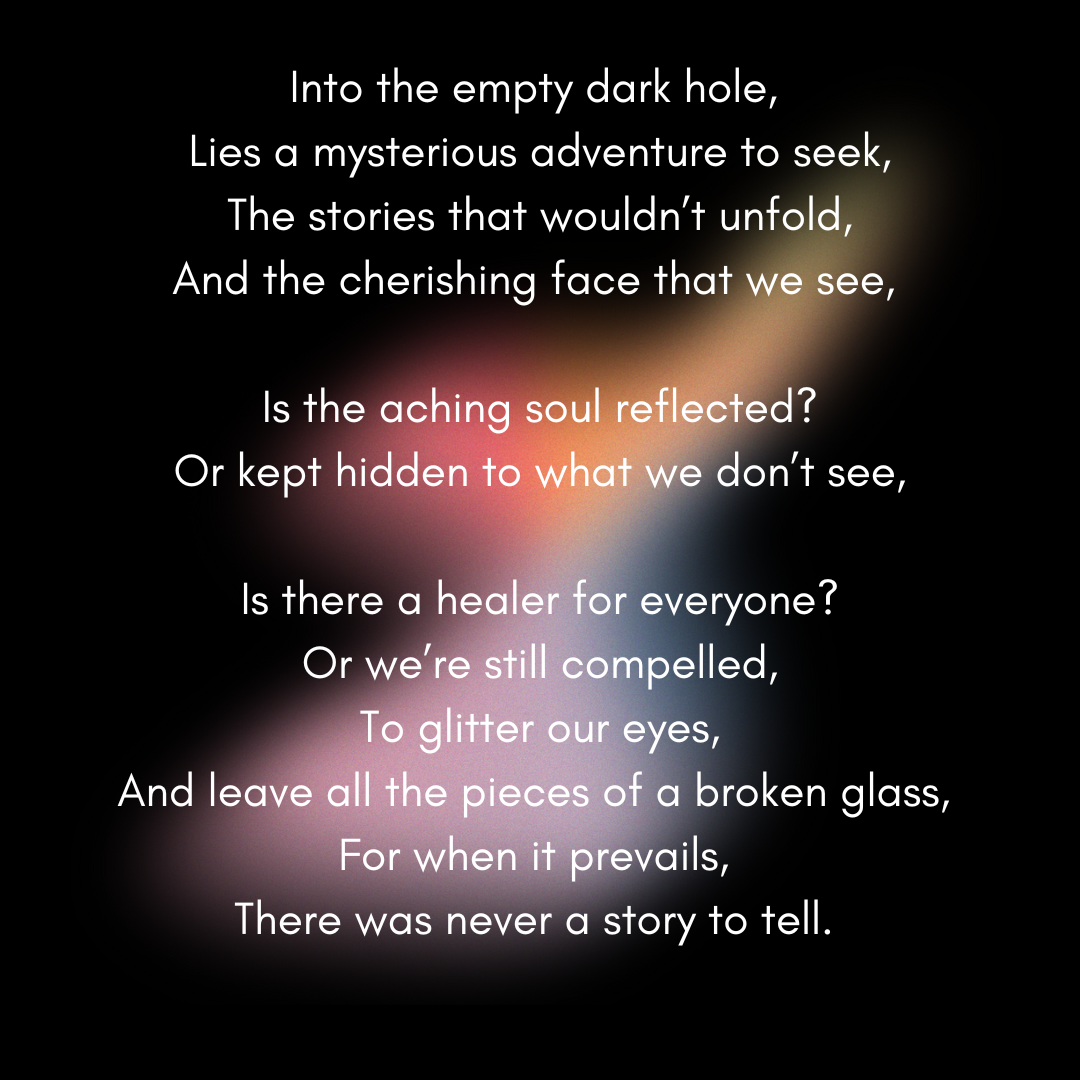 Into the empty dark hole,
Lies a mysterious adventure to seek,
The stories that wouldn't unfold,
And the cherishing face that we see,
Is the aching soul reflected?
Or kept hidden to what we don't see,
Is there a healer for everyone?
Or we're still compelled,
To glitter our eyes,
And leave all the pieces of a broken glass,
For when it prevails,
There was never a story to tell.